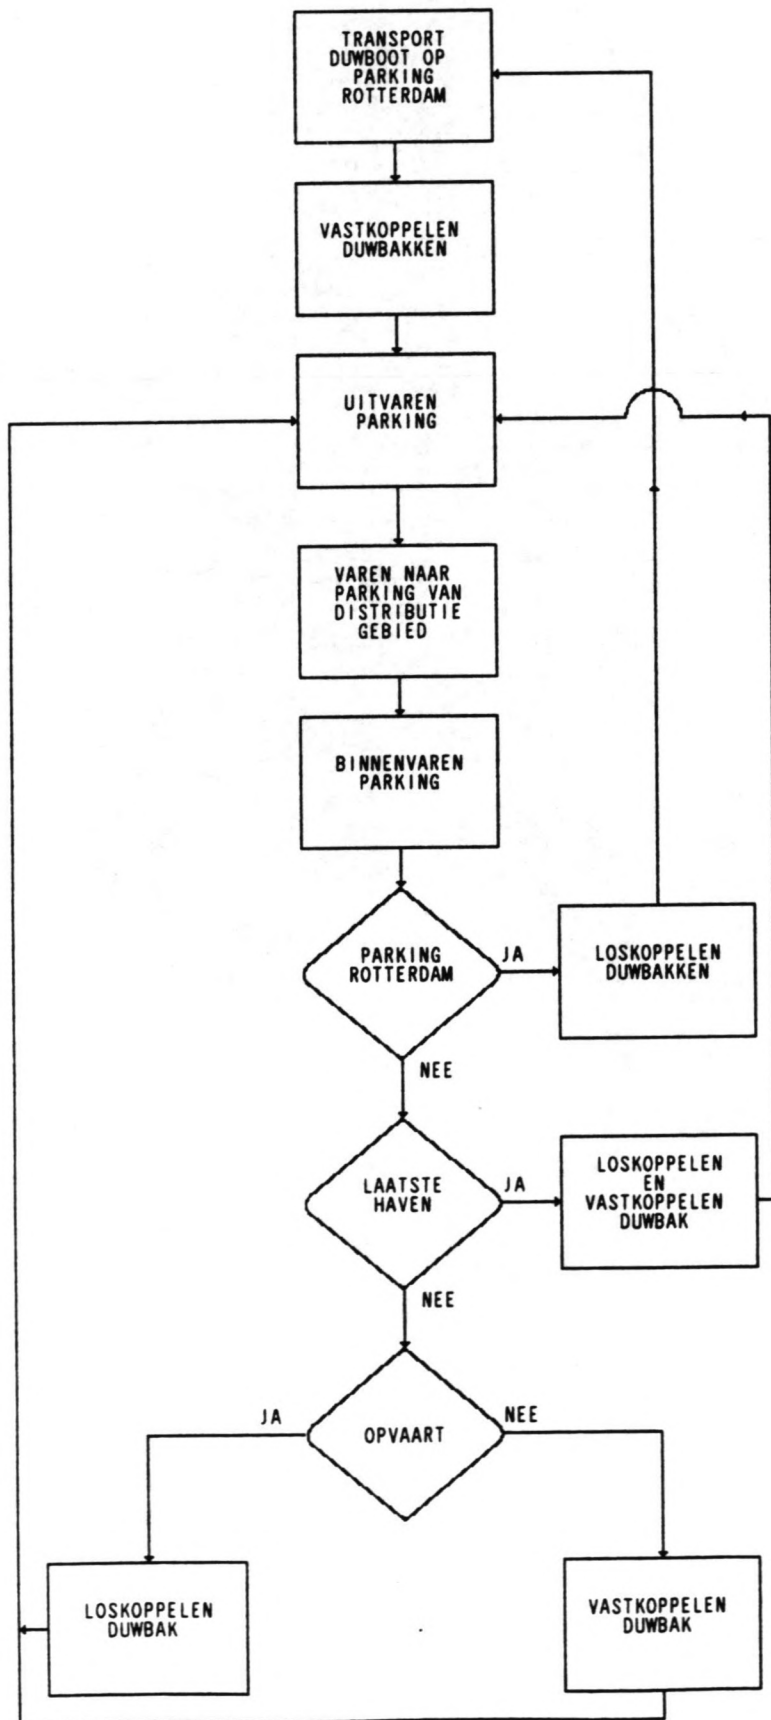 TRANSPORT
DUWBOOT OP
PARKING
ROTTERDAM
VASTKOPPELEN
DUWBAKKEN
UITVAREN
PARKING
VAREN NAAR
PARKING VAN
DISTRIBUTIE
GEBIED
BINNENVAREN
PARKING
PARKING
ROTTERDAM
JA
LOSKOPPELEN
DUWBAKKEN
NEE
LAATSTE
HAVEN
JA
LOSKOPPELEN
EN
VASTKOPPELEN
DUWBAK
NEE
JA
OPVAART
NEE
LOSKOPPELEN
DUWBAK
VASTKOPPELEN
DUWBAK